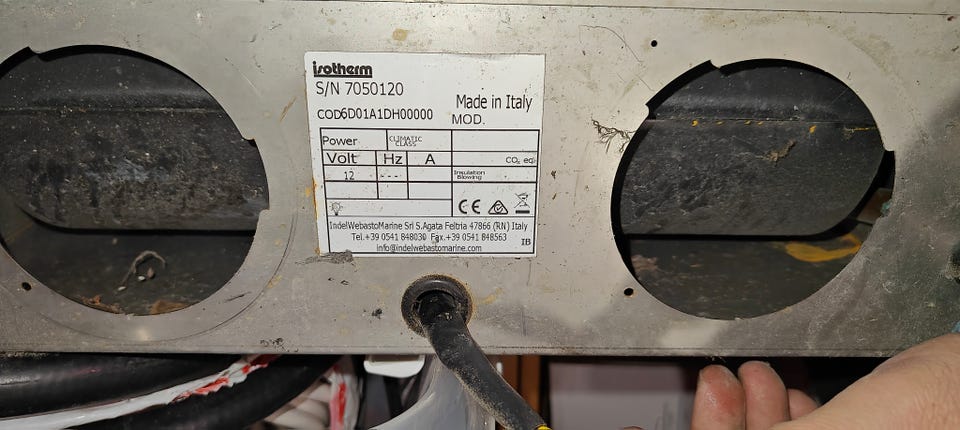 isotherm
S/N 7050120
COD6D01A1DH00000
Made in Italy
MOD.
Power CLIMATIC CLASS
Volt Hz A CO₂ eq
12 ---- Insulation Blowing
CE
IndelWebastoMarine Srl S.Agata Feltria 47866 (RN) Italy
Tel.+39 0541 848030 Fax.+39 0541 848563
info@indelwebastomarine.com
IB